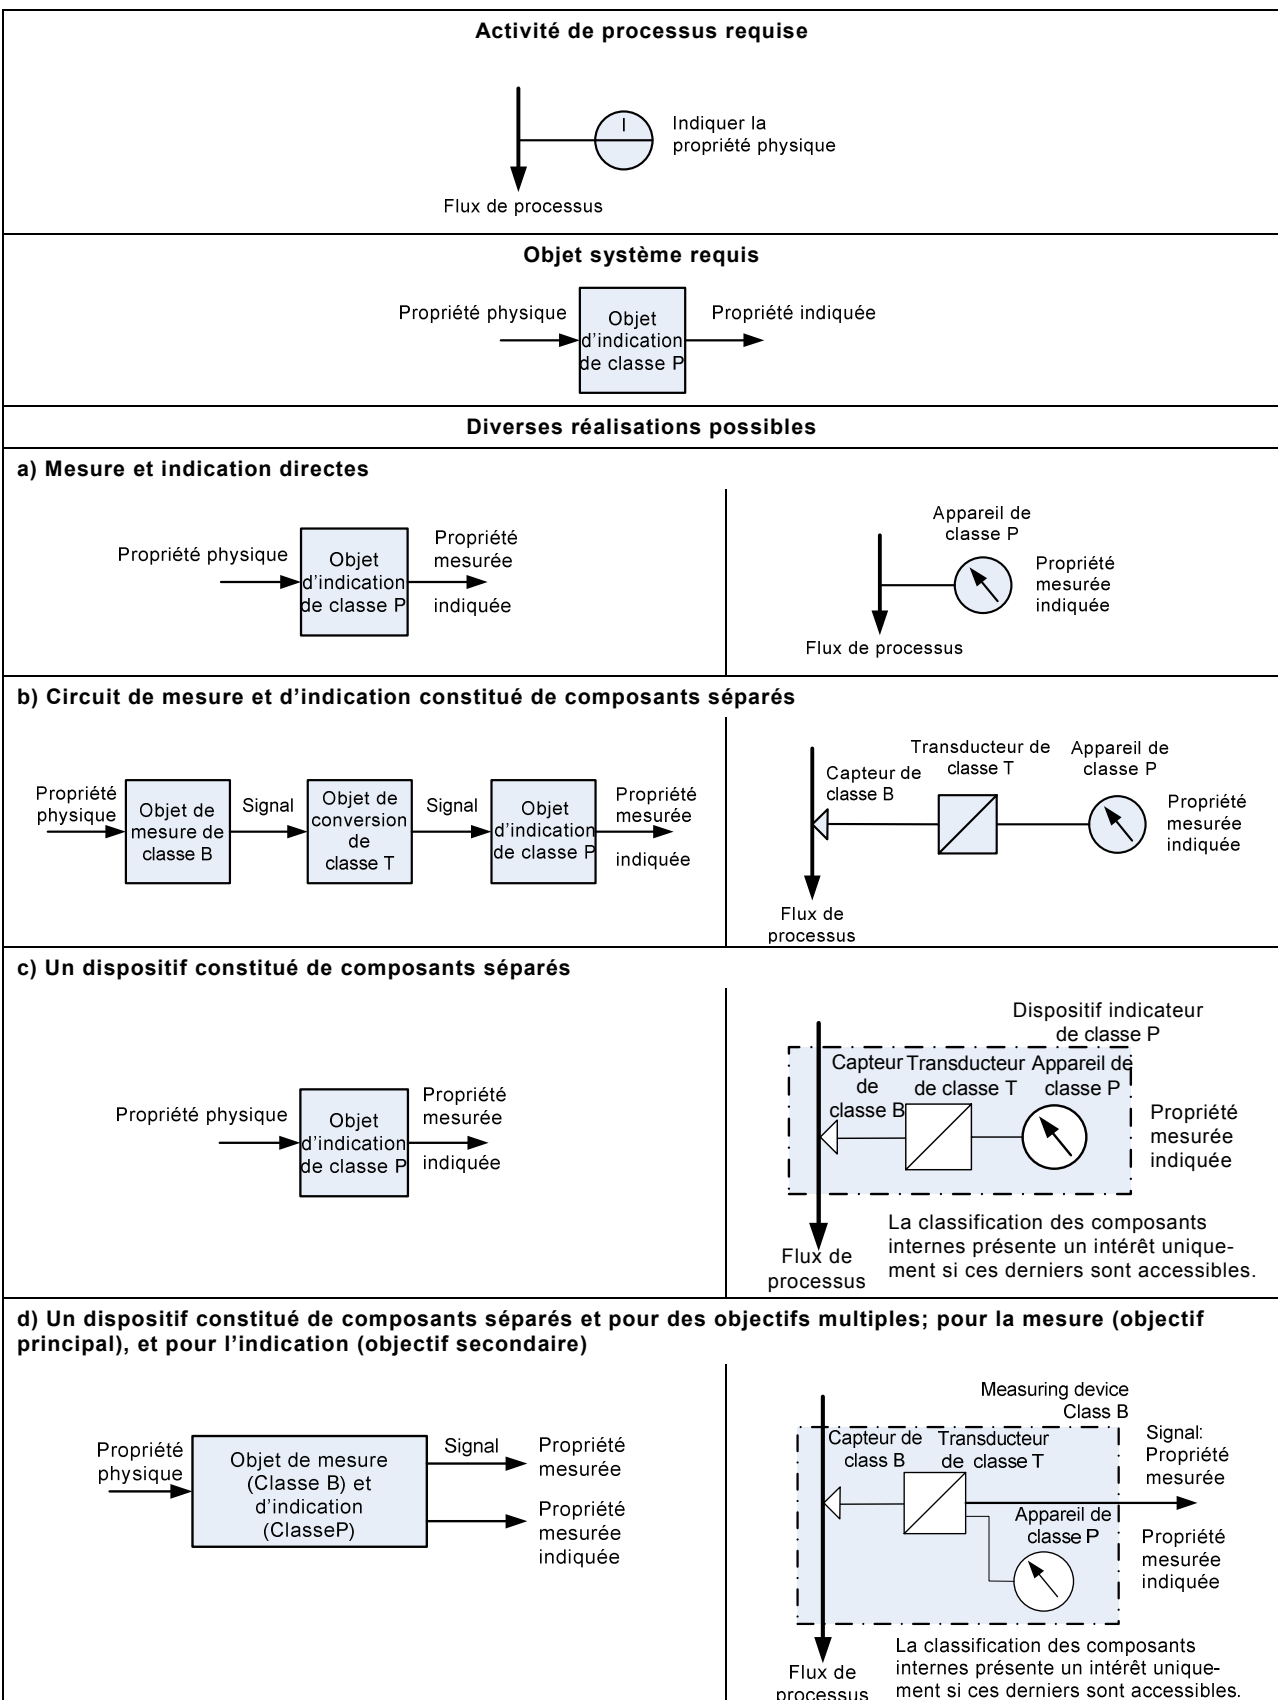 Activité de processus requise
I
Indiquer la
propriété physique
Flux de processus
Objet système requis
Propriété physique
Objet
d'indication
de classe P
Propriété indiquée
Diverses réalisations possibles
a) Mesure et indication directes
Propriété physique
Objet
d'indication
de classe P
Propriété
mesurée
indiquée
Appareil de
classe P
Propriété
mesurée
indiquée
Flux de processus
b) Circuit de mesure et d'indication constitué de composants séparés
Propriété
physique
Objet de
mesure de
classe B
Signal
Objet de
conversion
de
classe T
Signal
Objet
d'indication
de classe P
Propriété
mesurée
indiquée
Capteur de
classe B
Transducteur de
classe T
Appareil de
classe P
Propriété
mesurée
indiquée
Flux de
processus
c) Un dispositif constitué de composants séparés
Propriété physique
Objet
d'indication
de classe P
Propriété
mesurée
indiquée
Dispositif indicateur
de classe P
Capteur
de
classe B
Transducteur
de classe T
Appareil de
classe P
Propriété
mesurée
indiquée
Flux de
processus
La classification des composants
internes présente un intérêt unique-
ment si ces derniers sont accessibles.
d) Un dispositif constitué de composants séparés et pour des objectifs multiples; pour la mesure (objectif
principal), et pour l'indication (objectif secondaire)
Propriété
physique
Objet de mesure
(Classe B) et
d'indication
(ClasseP)
Signal
Propriété
mesurée
Propriété
mesurée
indiquée
Measuring device
Class B
Capteur de
class B
Transducteur
de classe T
Signal:
Propriété
mesurée
Appareil de
classe P
Propriété
mesurée
indiquée
Flux de
processus
La classification des composants
internes présente un intérêt unique-
ment si ces derniers sont accessibles.